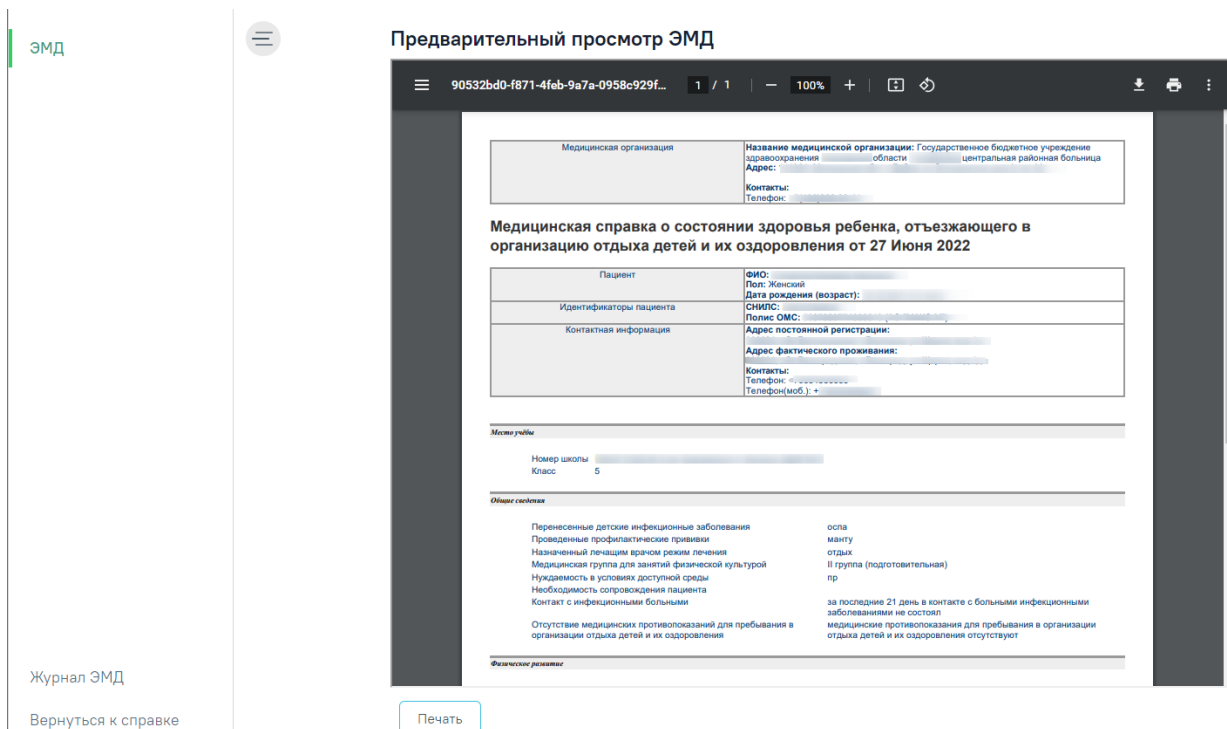 ЭМД
Предварительный просмотр ЭМД
90532bd0-f871-4feb-9a7a-0958c929f... 1 / 1 — 100% +
Медицинская организация
Название медицинской организации: Государственное бюджетное учреждение
здравоохранения области центральная районная больница
Адрес:
Контакты:
Телефон:
Медицинская справка о состоянии здоровья ребенка, отъезжающего в
организацию отдыха детей и их оздоровления от 27 Июня 2022
Пациент
ФИО:
Пол: Женский
Дата рождения (возраст):
Идентификаторы пациента
СНИЛС:
Полис ОМС:
Контактная информация
Адрес постоянной регистрации:
Адрес фактического проживания:
Контакты:
Телефон:
Телефон(моб.): +
Место учёбы
Номер школы
Класс 5
Общие сведения
Перенесенные детские инфекционные заболевания оспа
Проведенные профилактические прививки манту
Назначенный лечащим врачом режим лечения отдых
Медицинская группа для занятий физической культурой II группа (подготовительная)
Нуждаемость в условиях доступной среды пр
Необходимость сопровождения пациента
Контакт с инфекционными больными за последние 21 день в контакте с больными инфекционными
заболеваниями не состоял
Отсутствие медицинских противопоказаний для пребывания в медицинские противопоказания для пребывания в организации
организации отдыха детей и их оздоровления отдыха детей и их оздоровления отсутствуют
Физическое развитие
Журнал ЭМД
Вернуться к справке
Печать